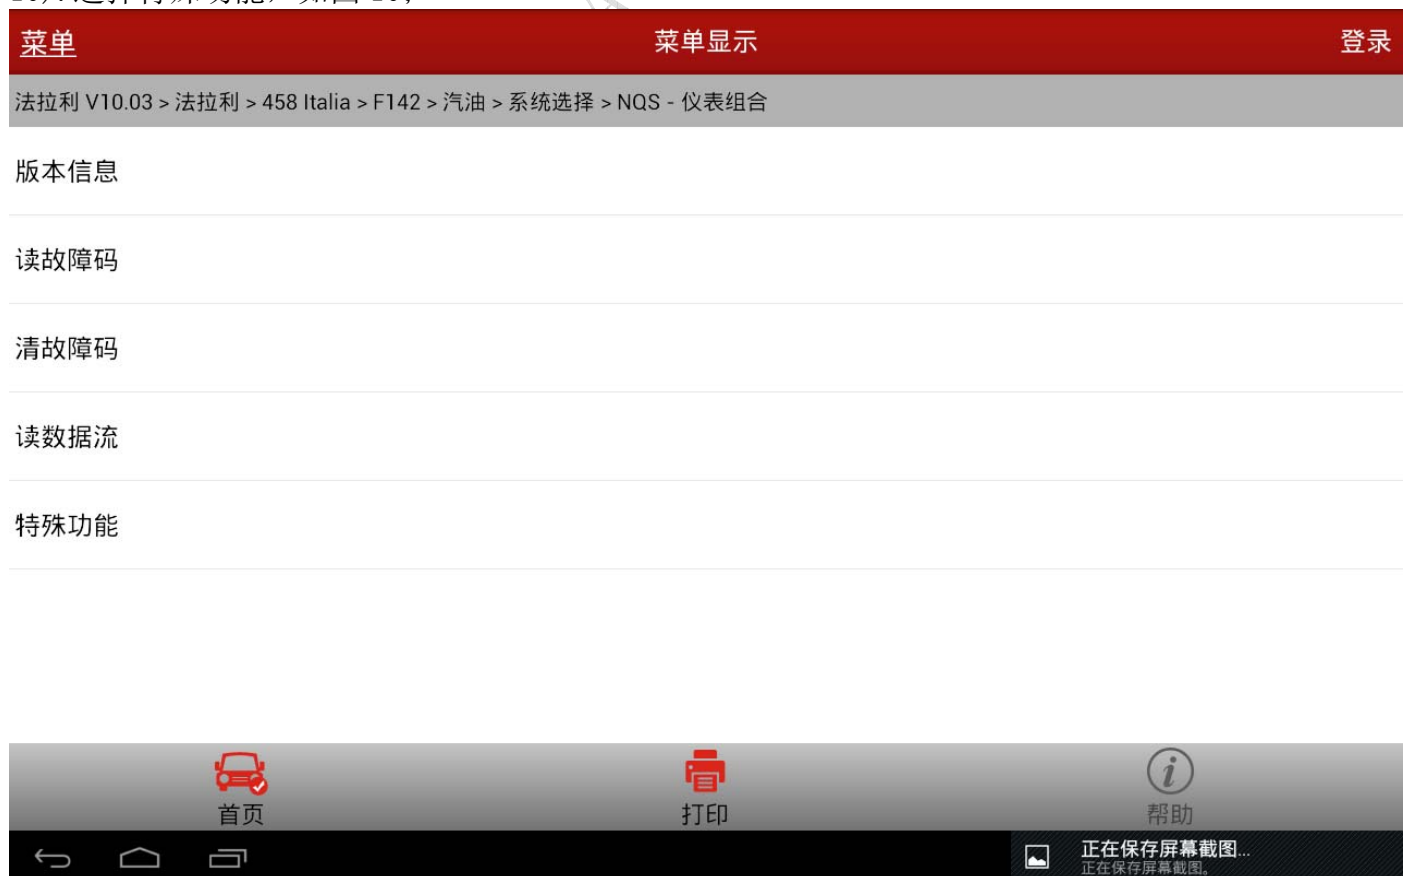 菜单
菜单显示
登录
法拉利 V10.03 > 法拉利 > 458 Italia > F142 > 汽油 > 系统选择 > NQS - 仪表组合
版本信息
读故障码
清故障码
读数据流
特殊功能
首页
打印
帮助
正在保存屏幕截图...
正在保存屏幕截图。